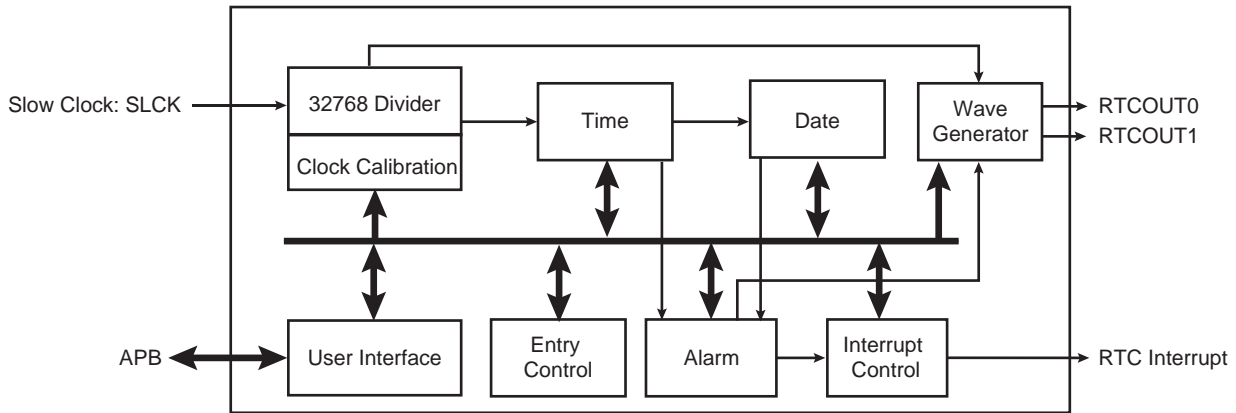 Slow Clock: SLCK
32768 Divider
Clock Calibration
Time
Date
Wave
Generator
RTCOUT0
RTCOUT1
APB
User Interface
Entry
Control
Alarm
Interrupt
Control
RTC Interrupt